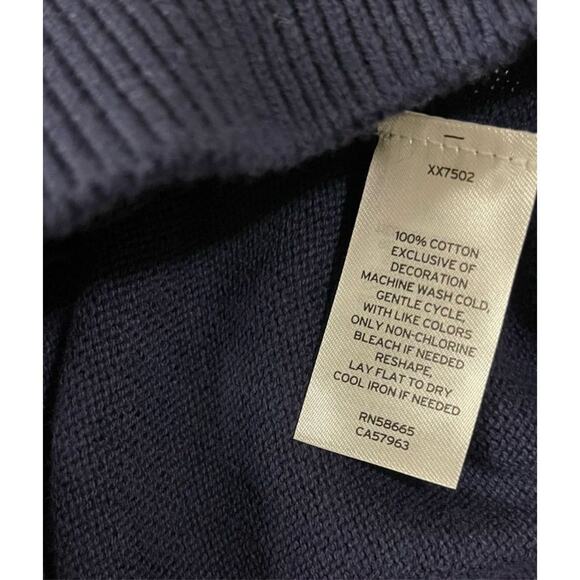 XX7502
100% COTTON
EXCLUSIVE OF
DECORATION
MACHINE WASH COLD,
GENTLE CYCLE,
WITH LIKE COLORS
ONLY NON-CHLORINE
BLEACH IF NEEDED
RESHAPE,
LAY FLAT TO DRY
COOL IRON IF NEEDED
RN58665
CA57963